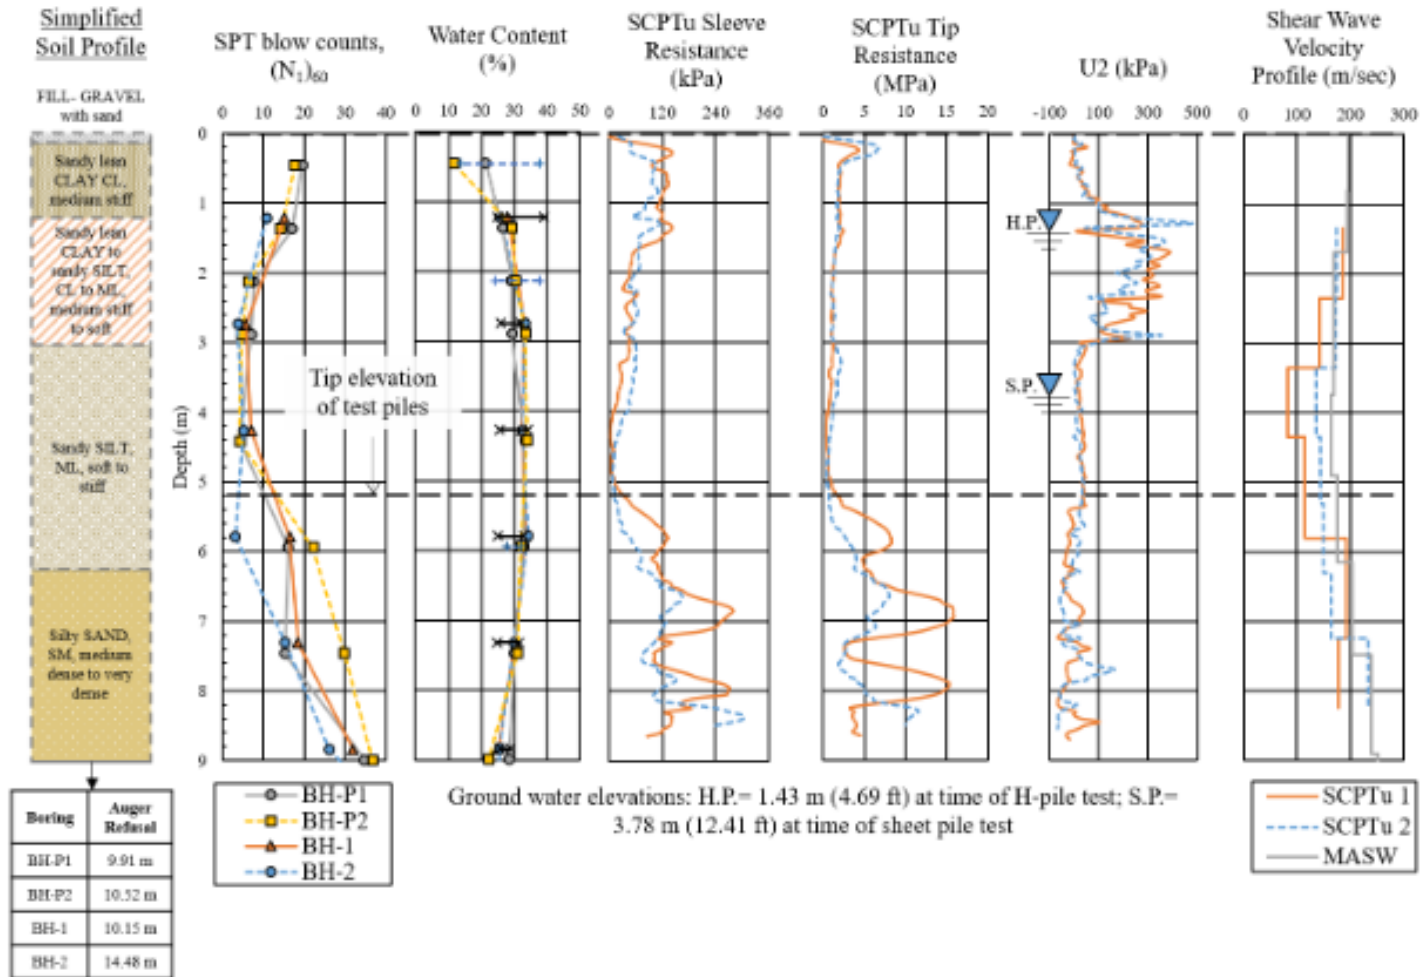 Simplified
Soil Profile
FILL- GRAVEL
with sand
Sandy lean
CLAY CL,
medium stiff
Sandy lean
CLAY to
sandy SILT,
CL to ML,
medium stiff
to soft
Sandy SILT,
ML, soft to
stiff
Silty SAND,
SM, medium
dense to very
dense
Boring Auger Refusal
BH-P1 9.91 m
BH-P2 10.52 m
BH-1 10.15 m
BH-2 14.48 m
SPT blow counts,
(N1)60
0 10 20 30 40
Depth (m)
0
1
2
3
4
5
6
7
8
9
Tip elevation
of test piles
BH-P1
BH-P2
BH-1
BH-2
Water Content
(%)
0 10 20 30 40 50
SCPTu Sleeve
Resistance
(kPa)
0 120 240 360
SCPTu Tip
Resistance
(MPa)
0 5 10 15 20
U2 (kPa)
-100 100 300 500
H.P.
S.P.
Shear Wave
Velocity
Profile (m/sec)
0 100 200 300
SCPTu 1
SCPTu 2
MASW
Ground water elevations: H.P.= 1.43 m (4.69 ft) at time of H-pile test; S.P.=
3.78 m (12.41 ft) at time of sheet pile test